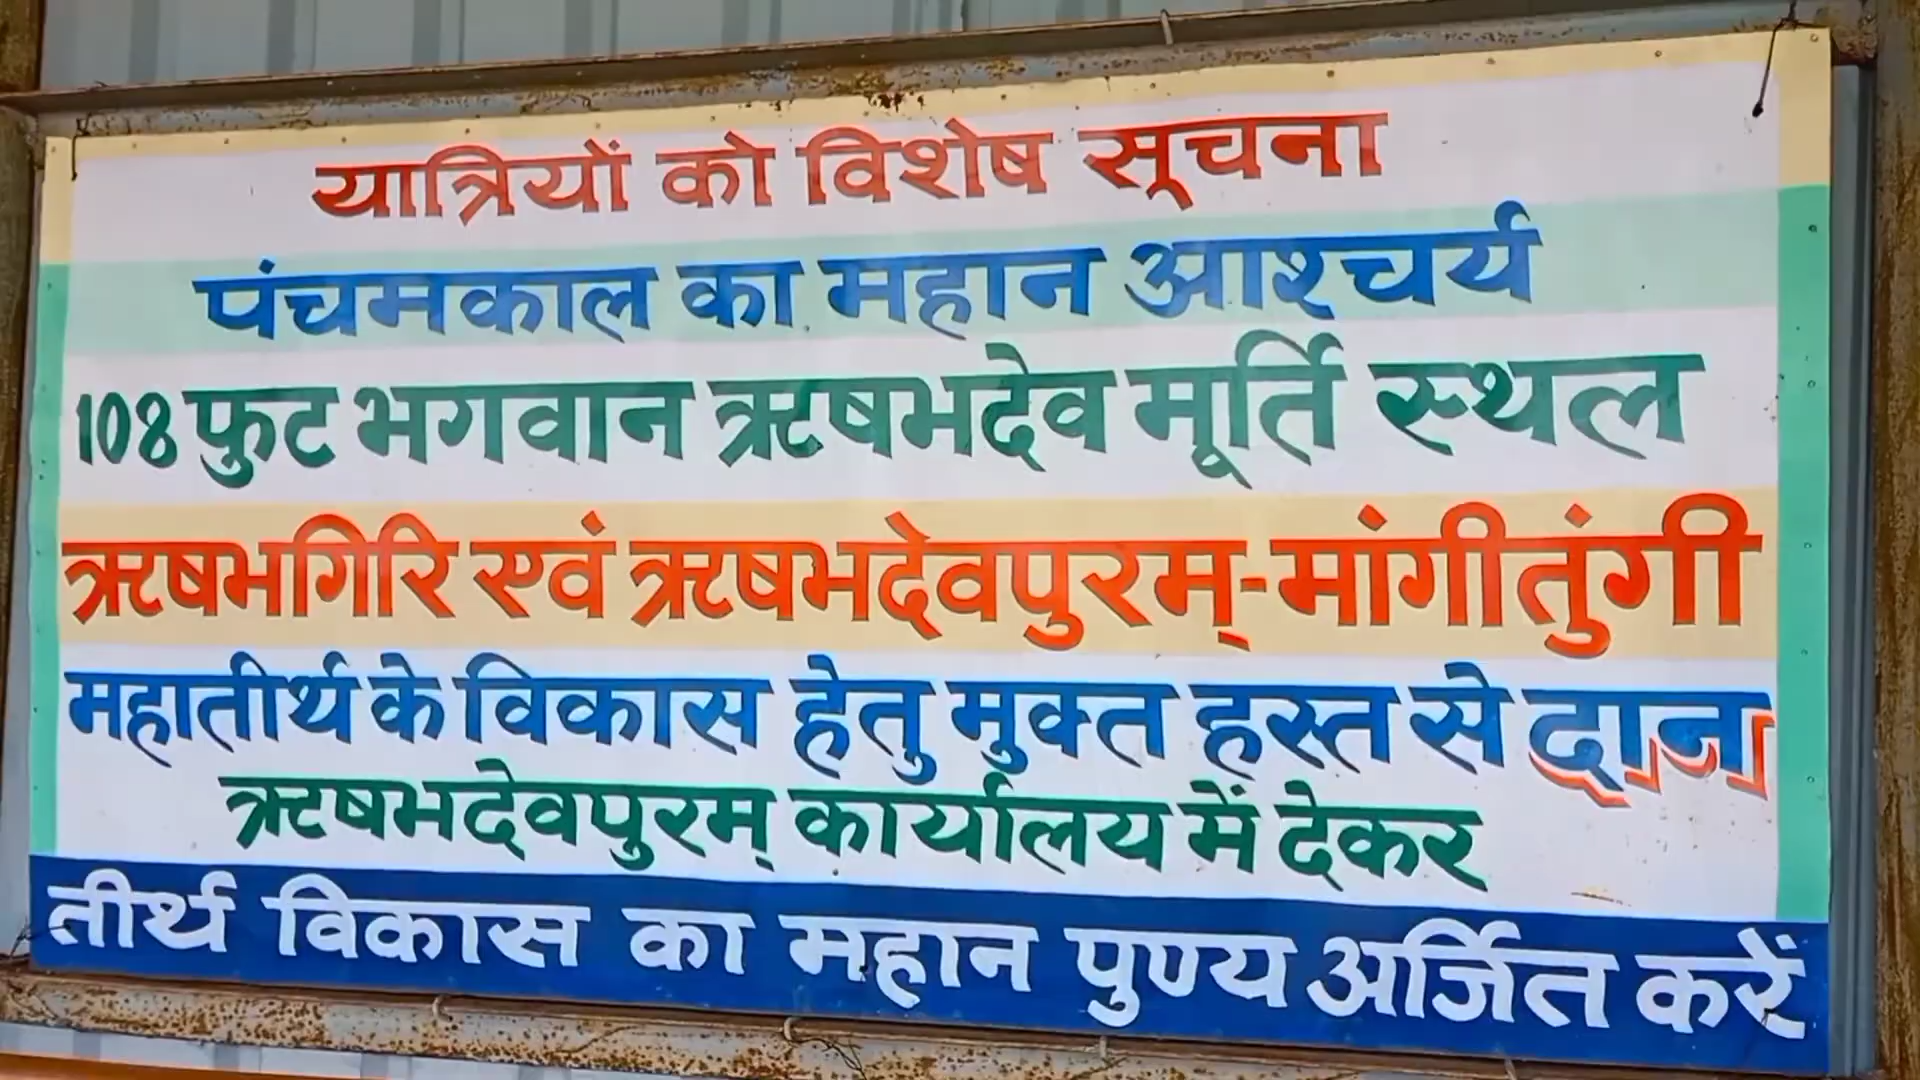 यात्रियों को विशेष सूचना
पंचमकाल का महान आश्चर्य
108 फुट भगवान ऋषभदेव मूर्ति स्थल
ऋषभगिरि एवं ऋषभदेवपुरम्-मांगीतुंगी
महातीर्थ के विकास हेतु मुक्त हस्त से दान
ऋषभदेवपुरम् कार्यालय में देकर
तीर्थ विकास का महान पुण्य अर्जित करें